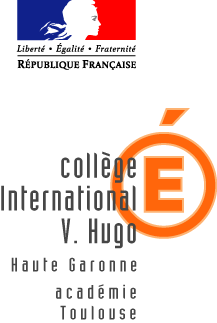 Liberté • Égalité • Fraternité
RÉPUBLIQUE FRANÇAISE
collège
International
V. Hugo
É
Haute Garonne
académie
Toulouse